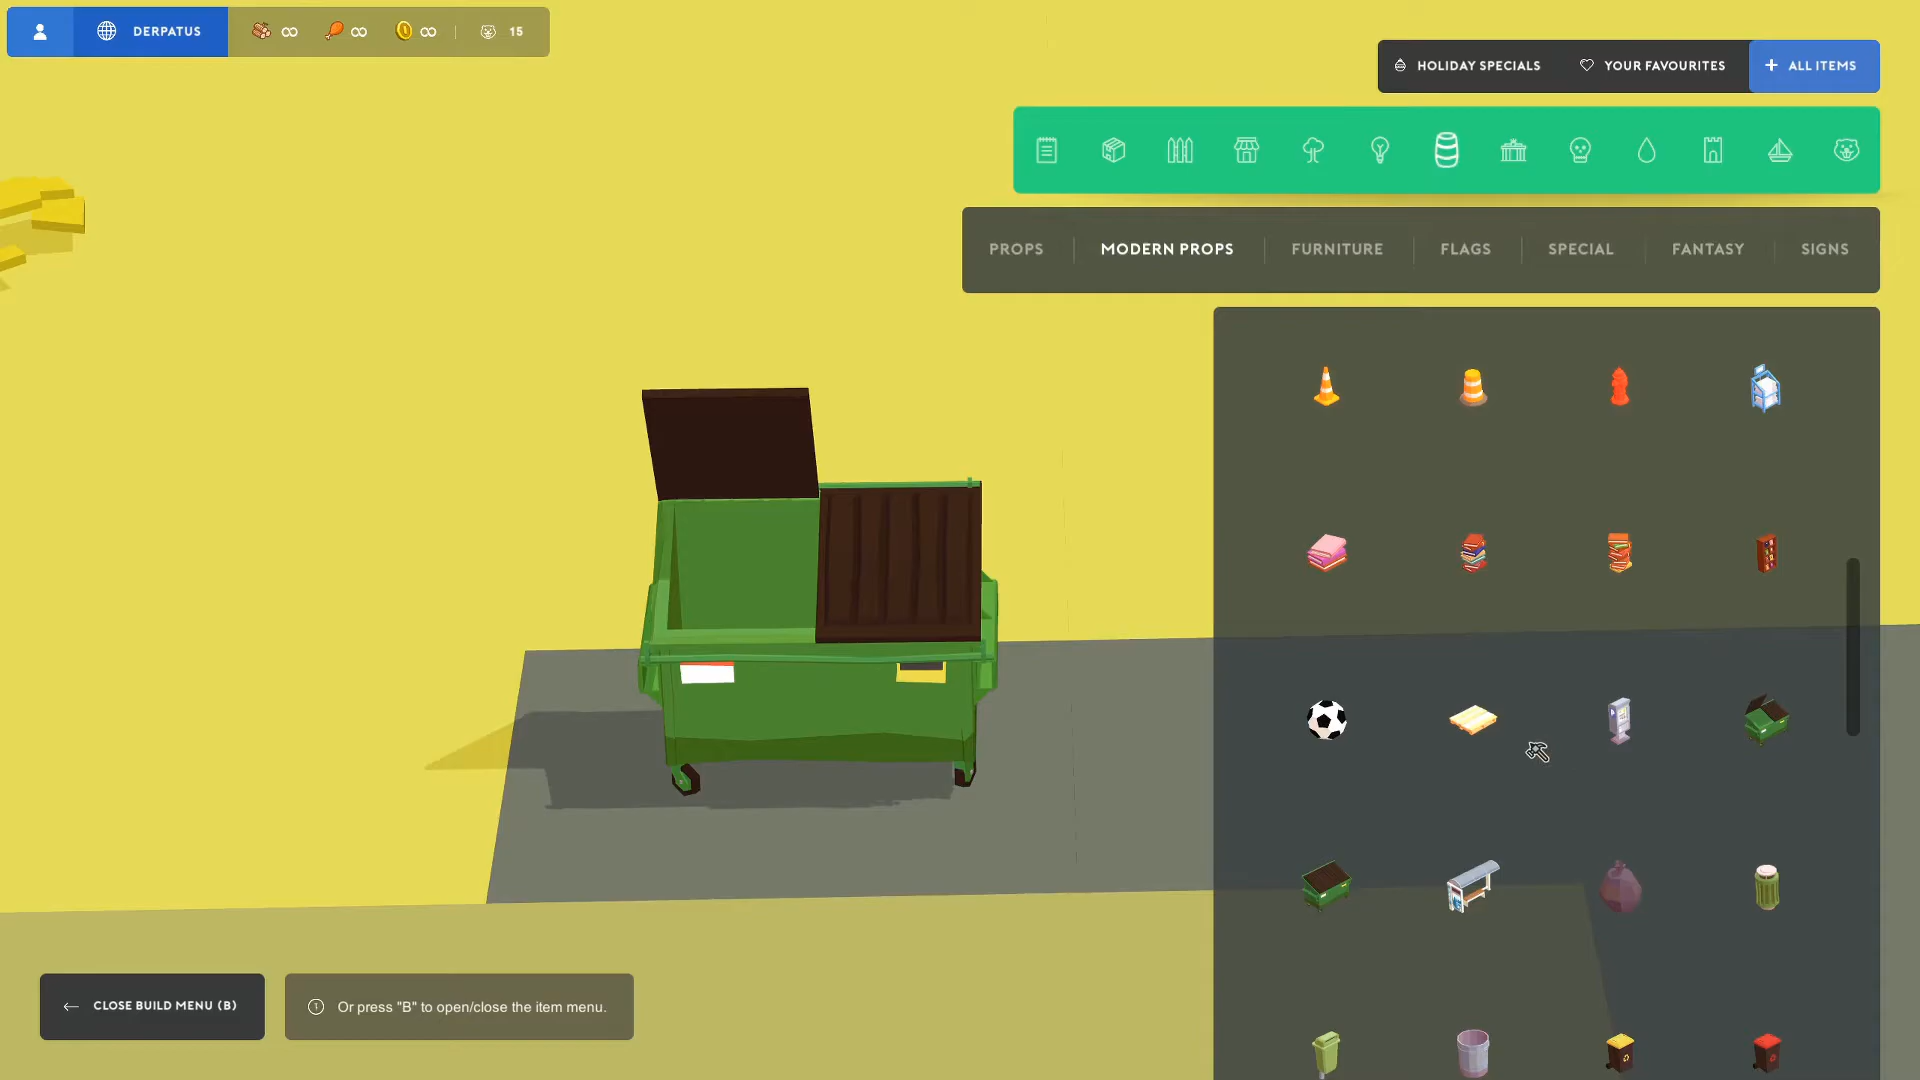 DERPATUS
∞ ∞ ∞ 15
HOLIDAY SPECIALS
YOUR FAVOURITES
+ ALL ITEMS
PROPS
MODERN PROPS
FURNITURE
FLAGS
SPECIAL
FANTASY
SIGNS
← CLOSE BUILD MENU (B)
Or press "B" to open/close the item menu.